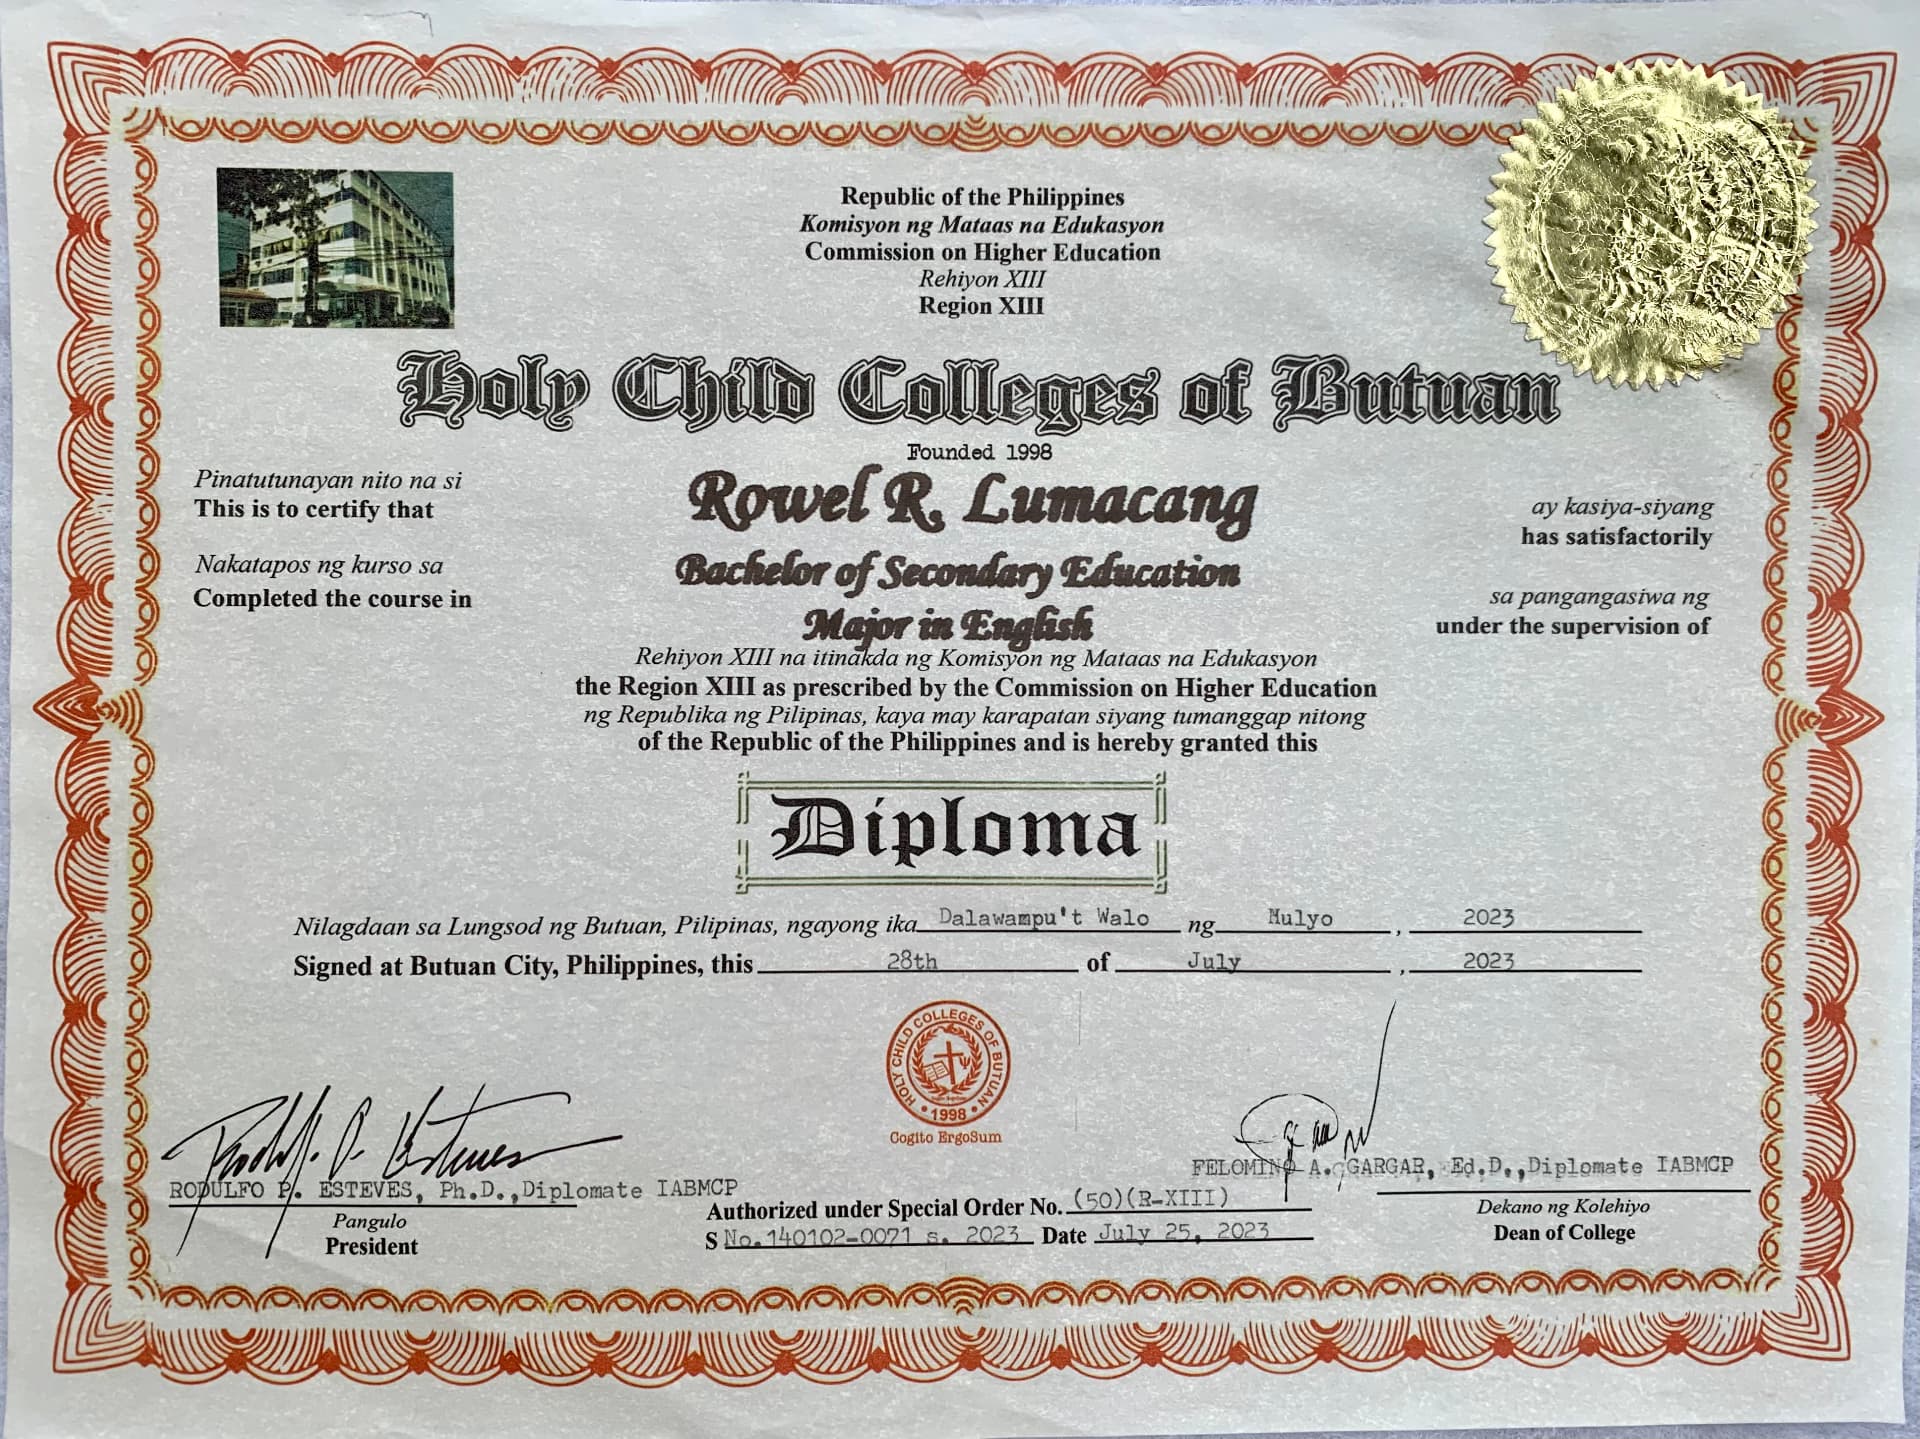 Republic of the Philippines
Komisyon ng Mataas na Edukasyon
Commission on Higher Education
Rehiyon XIII
Region XIII
Holy Child Colleges of Butuan
Founded 1998
Pinatutunayan nito na si
This is to certify that
Rowel R. Lumacang
ay kasiya-siyang
has satisfactorily
Nakatapos ng kurso sa
Completed the course in
Bachelor of Secondary Education
Major in English
sa pangangasiwa ng
under the supervision of
Rehiyon XIII na itinakda ng Komisyon ng Mataas na Edukasyon
the Region XIII as prescribed by the Commission on Higher Education
ng Republika ng Pilipinas, kaya may karapatan siyang tumanggap nitong
of the Republic of the Philippines and is hereby granted this
Diploma
Nilagdaan sa Lungsod ng Butuan, Pilipinas, ngayong ika Dalawampu't Walo ng Mulyo, 2023
Signed at Butuan City, Philippines, this 28th of July, 2023
HOLY CHILD COLLEGES OF BUTUAN
• 1998 •
Cogito ErgoSum
Rodolfo P. Esteves
RODULFO P. ESTEVES, Ph.D.,Diplomate IABMCP
Pangulo
President
FELOMINO A. GARGAR, Ed.D.,Diplomate IABMCP
Dekano ng Kolehiyo
Dean of College
Authorized under Special Order No. (50)(R-XIII)
S No.140102-0071 s. 2023 Date July 25, 2023